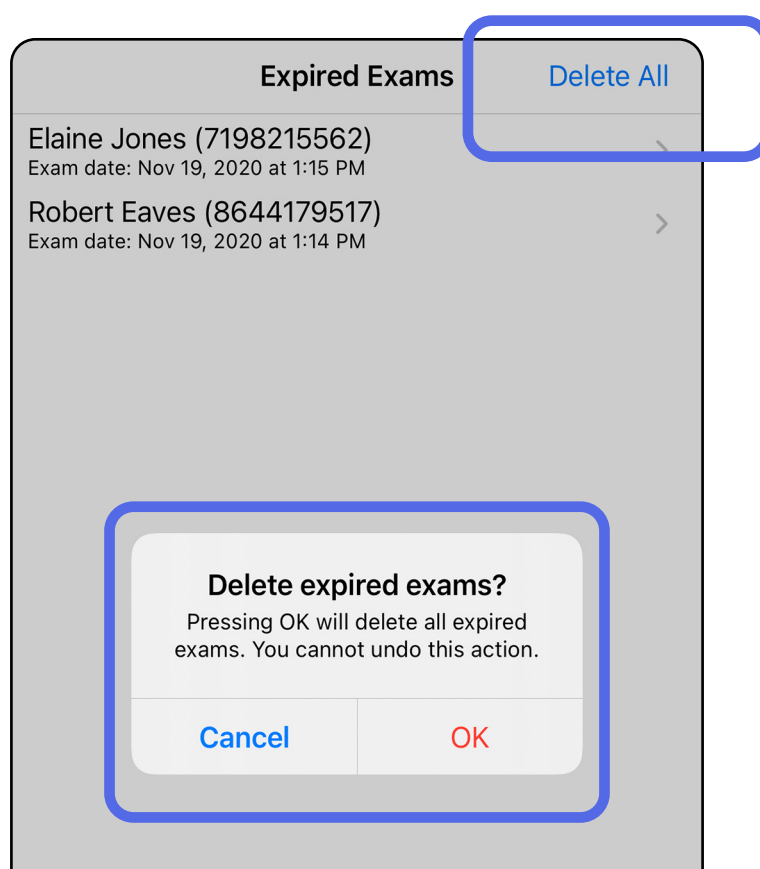 Expired Exams Delete All
Elaine Jones (7198215562)
Exam date: Nov 19, 2020 at 1:15 PM
Robert Eaves (8644179517)
Exam date: Nov 19, 2020 at 1:14 PM
Delete expired exams?
Pressing OK will delete all expired
exams. You cannot undo this action.
Cancel OK